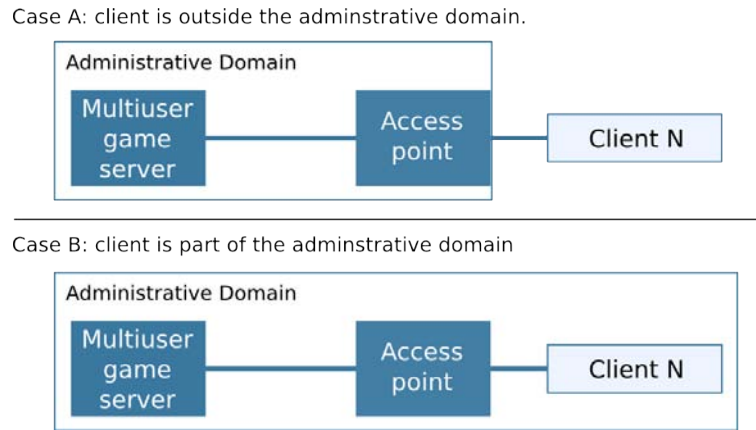 Case A: client is outside the adminstrative domain.
Administrative Domain
Multiuser
game
server
Access
point
Client N
Case B: client is part of the adminstrative domain
Administrative Domain
Multiuser
game
server
Access
point
Client N